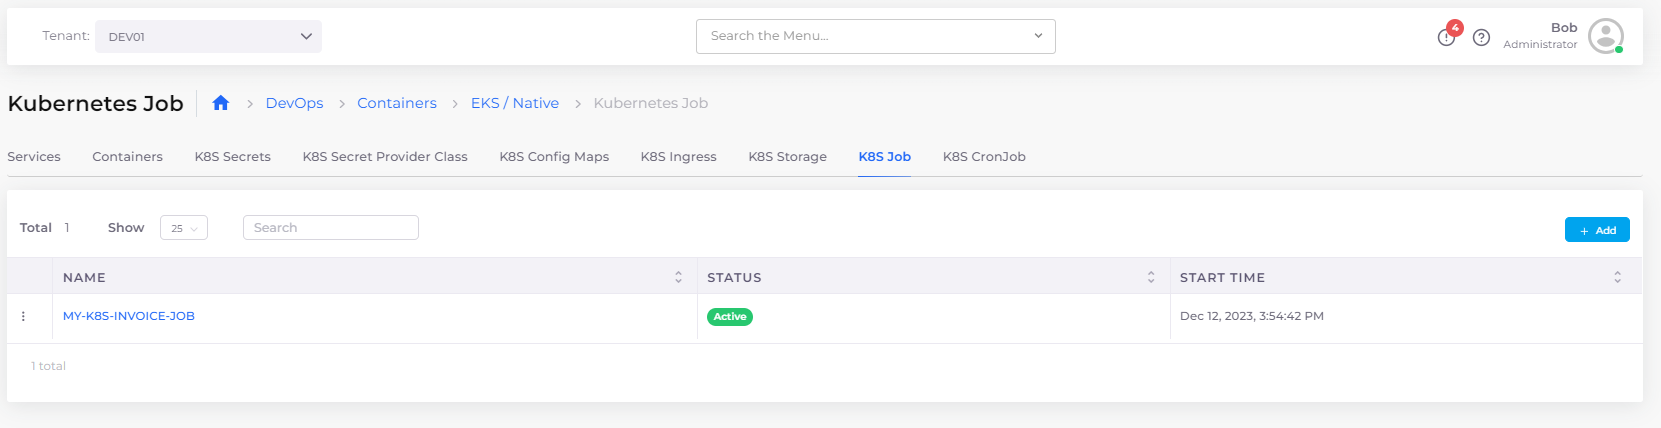 Tenant: DEV01 Search the Menu... 4 Bob
Administrator
Kubernetes Job DevOps Containers EKS / Native Kubernetes Job
Services Containers K8S Secrets K8S Secret Provider Class K8S Config Maps K8S Ingress K8S Storage K8S Job K8S CronJob
Total 1 Show 25 Search + Add
NAME STATUS START TIME
MY-K8S-INVOICE-JOB Active Dec 12, 2023, 3:54:42 PM
1 total